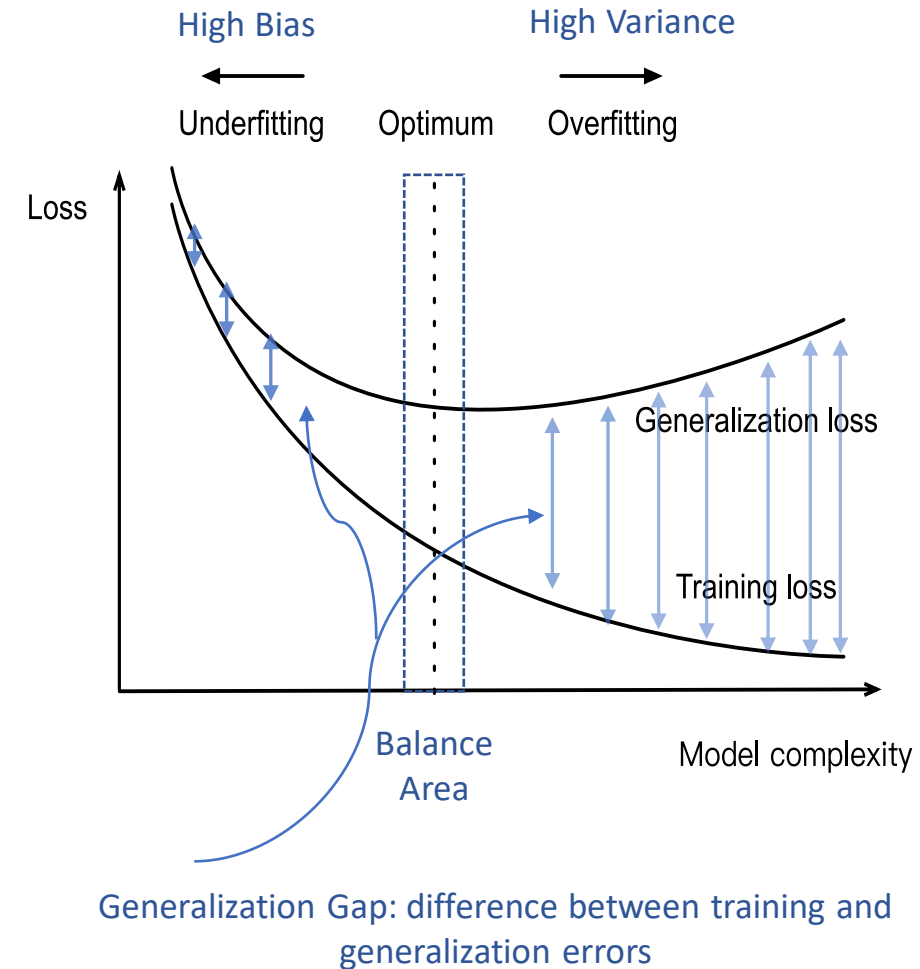 High Bias
High Variance
Underfitting
Optimum
Overfitting
Loss
Generalization loss
Training loss
Balance
Area
Model complexity
Generalization Gap: difference between training and
generalization errors